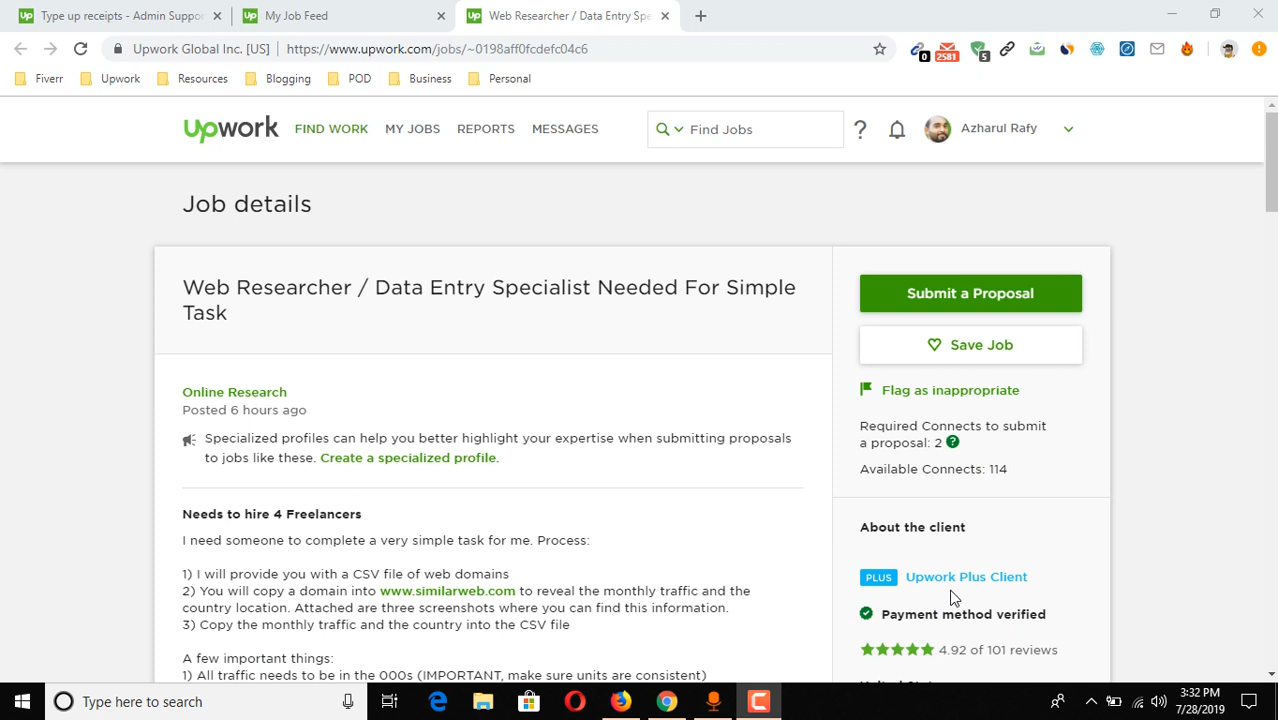 Type up receipts - Admin Suppor
My Job Feed
Web Researcher / Data Entry Spe
Upwork Global Inc. [US]
https://www.upwork.com/jobs/~0198aff0fcdefc04c6
0
2581
5
Fiverr
Upwork
Resources
Blogging
POD
Business
Personal
upwork
FIND WORK
MY JOBS
REPORTS
MESSAGES
Find Jobs
?
Azharul Rafy
Job details
Web Researcher / Data Entry Specialist Needed For Simple
Task
Online Research
Posted 6 hours ago
Specialized profiles can help you better highlight your expertise when submitting proposals
to jobs like these. Create a specialized profile.
Needs to hire 4 Freelancers
I need someone to complete a very simple task for me. Process:
1) I will provide you with a CSV file of web domains
2) You will copy a domain into www.similarweb.com to reveal the monthly traffic and the
country location. Attached are three screenshots where you can find this information.
3) Copy the monthly traffic and the country into the CSV file
A few important things:
1) All traffic needs to be in the 000s (IMPORTANT, make sure units are consistent)
Submit a Proposal
Save Job
Flag as inappropriate
Required Connects to submit
a proposal: 2 ?
Available Connects: 114
About the client
PLUS Upwork Plus Client
Payment method verified
4.92 of 101 reviews
Type here to search
3:32 PM
7/28/2019